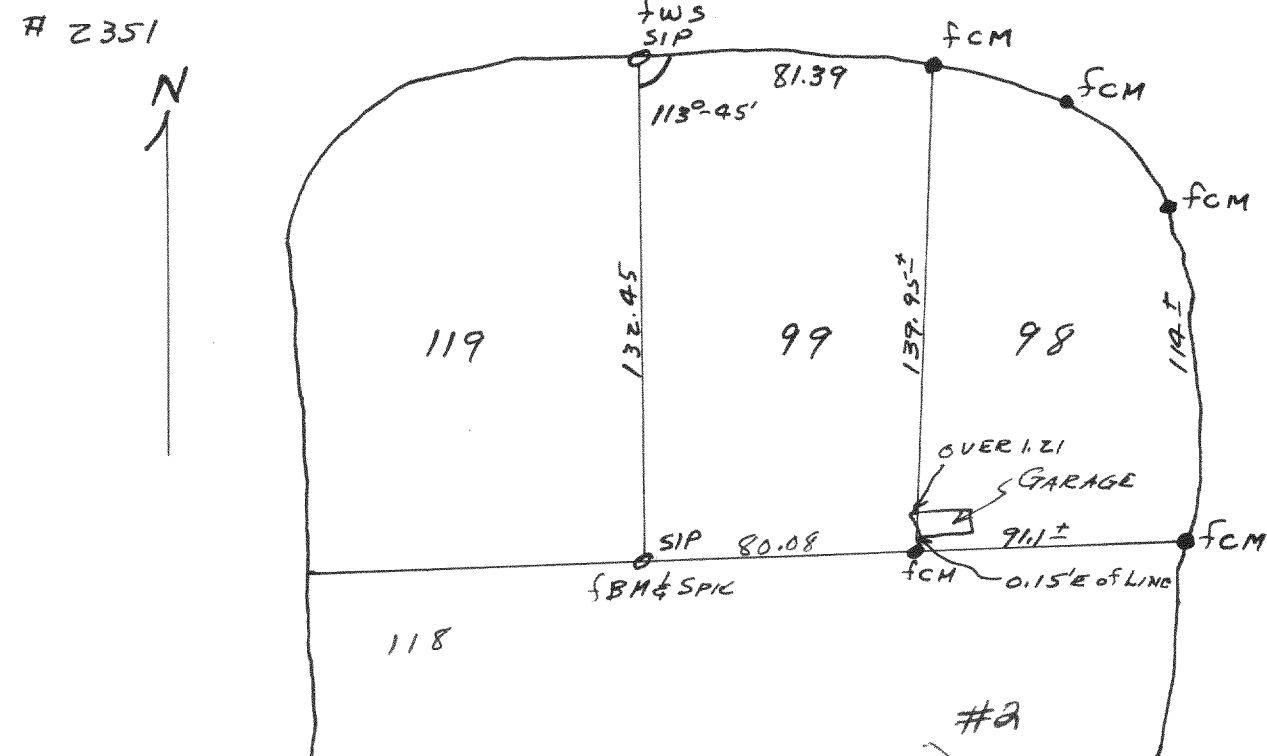 # 2351
N
fWS
SIP
fCM
81.39
fCM
113°-45'
fCM
132.45
139.95±
114±
119
99
98
OVER 1.21
GARAGE
SIP
80.08
91.1±
fCM
fCM
0.15'E of LINE
fBM & SPIK
118
#2